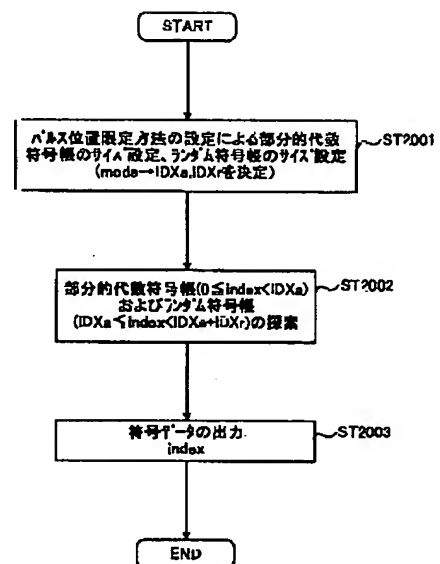 START
パルス位置限定方法の設定による部分的代数
符号帳のサイズ設定、ランダム符号帳のサイズ設定
(mode→IDXa,IDXrを決定)
ST2001
部分的代数符号帳(0≦index<IDXa)
およびランダム符号帳
(IDXa≦index<IDXa+IDXr)の探索
ST2002
符号データの出力
index
ST2003
END